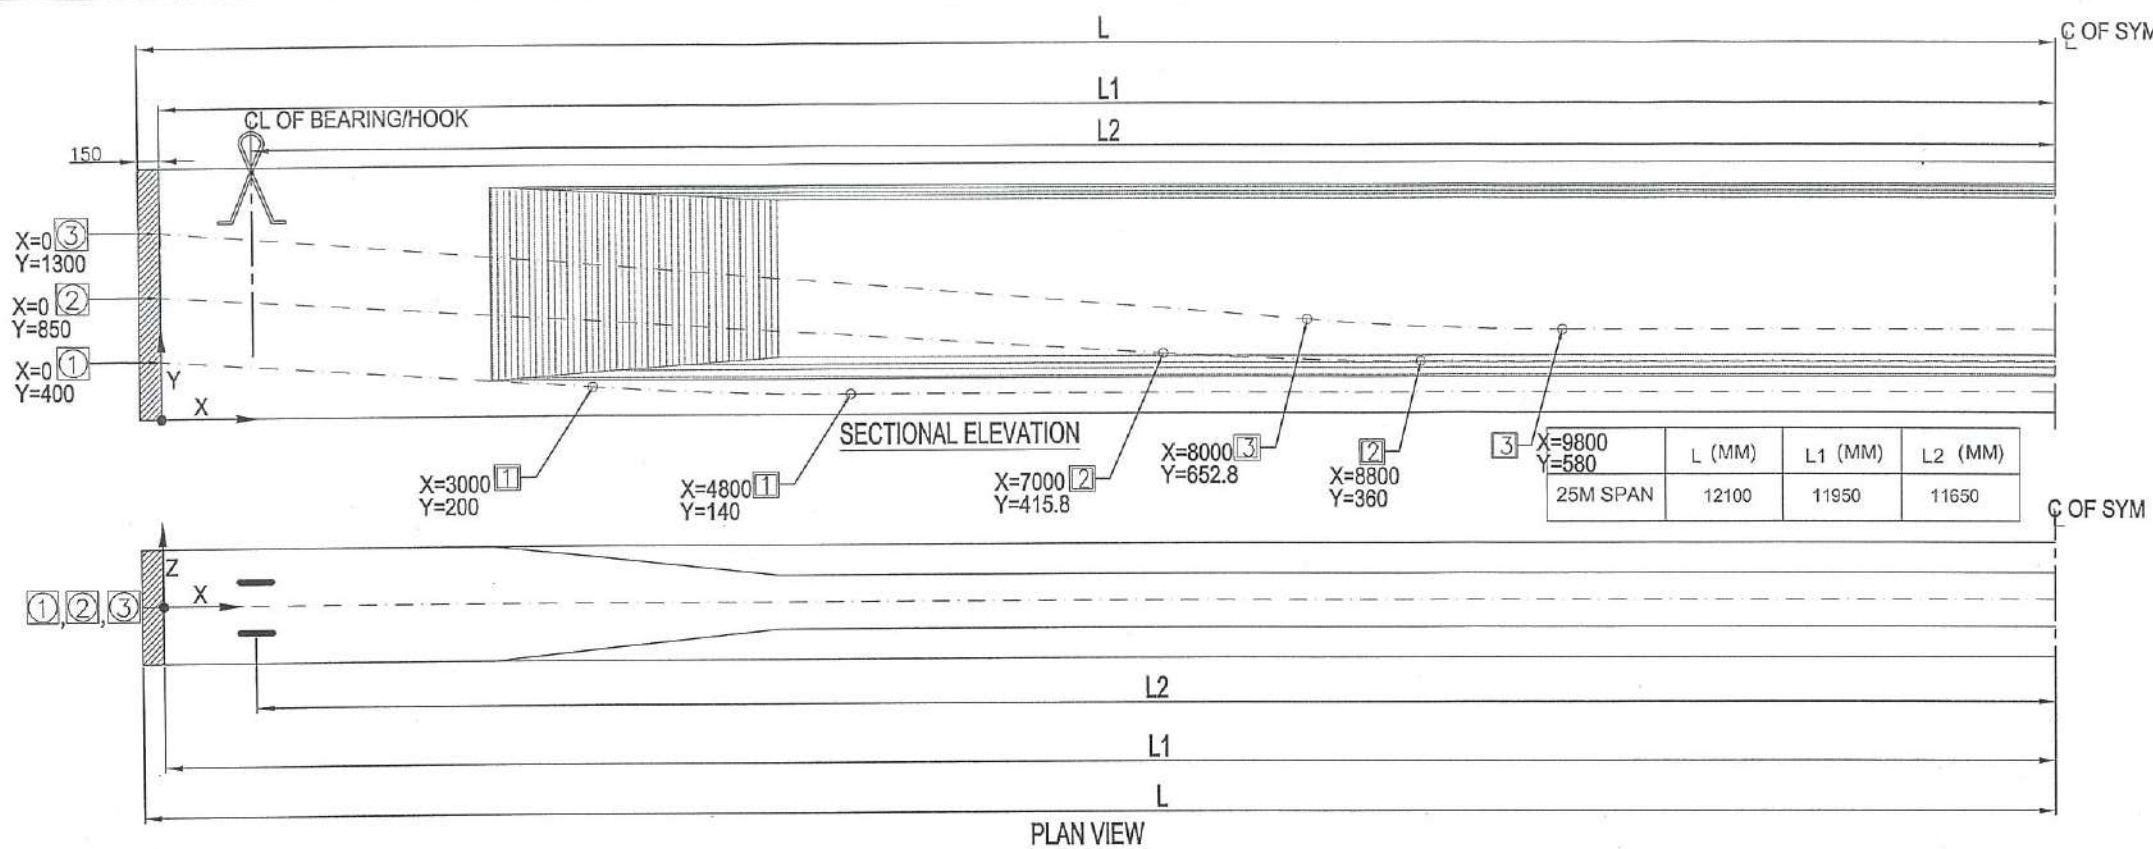 L
℄ OF SYM
L1
CL OF BEARING/HOOK
L2
150
X=0 3
Y=1300
X=0 2
Y=850
X=0 1
Y=400
Y
X
SECTIONAL ELEVATION
X=3000 1
Y=200
X=4800 1
Y=140
X=7000 2
Y=415.8
X=8000 3
Y=652.8
2
X=8800
Y=360
3 X=9800
Y=580
L (MM) L1 (MM) L2 (MM)
25M SPAN 12100 11950 11650
℄ OF SYM
Z
X
1, 2, 3
L2
L1
L
PLAN VIEW